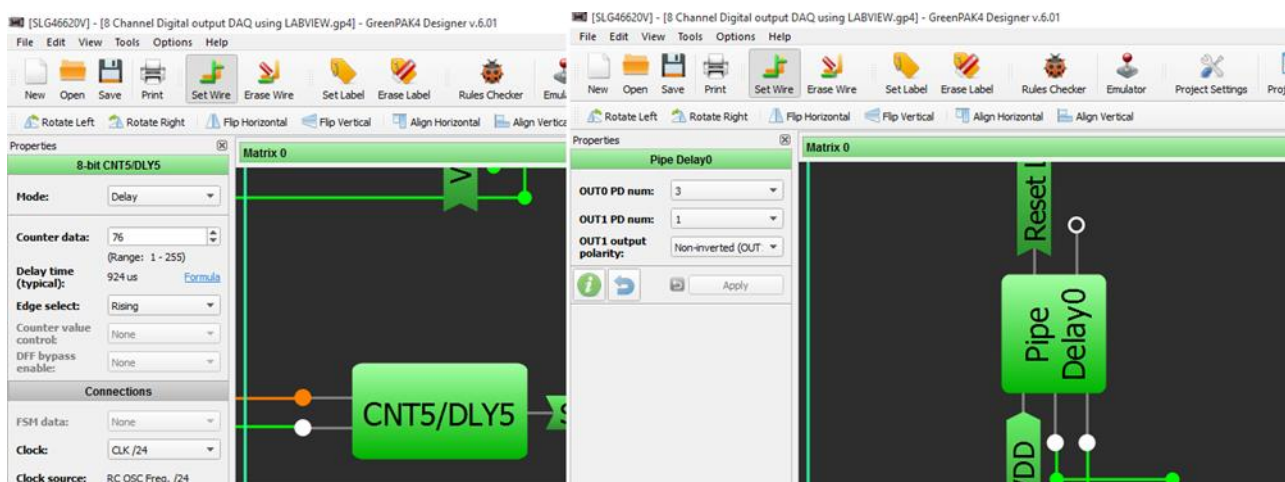 [SLG46620V] - [8 Channel Digital output DAQ using LABVIEW.gp4] - GreenPAK4 Designer v.6.01
File Edit View Tools Options Help
New Open Save Print Set Wire Erase Wire Set Label Erase Label Rules Checker
Rotate Left Rotate Right Flip Horizontal Flip Vertical Align Horizontal Align
Properties
Matrix 0
8-bit CNT5/DLY5
Mode: Delay
Counter data: 76
(Range: 1 - 255)
Delay time
(typical): 924 us Formula
Edge select: Rising
Counter value
control: None
DFF bypass
enable: None
Connections
FSM data: None
Clock: CLK /24
Clock source: RC OSC Freq. /24
CNT5/DLY5
[SLG46620V] - [8 Channel Digital output DAQ using LABVIEW.gp4] - GreenPAK4 Designer v.6.01
File Edit View Tools Options Help
New Open Save Print Set Wire Erase Wire Set Label Erase Label Rules Checker Emulator Project Settings
Rotate Left Rotate Right Flip Horizontal Flip Vertical Align Horizontal Align Vertical
Properties
Matrix 0
Pipe Delay0
OUT0 PD num: 3
OUT1 PD num: 1
OUT1 output
polarity: Non-inverted (OUT
Apply
Reset
Pipe
Delay0